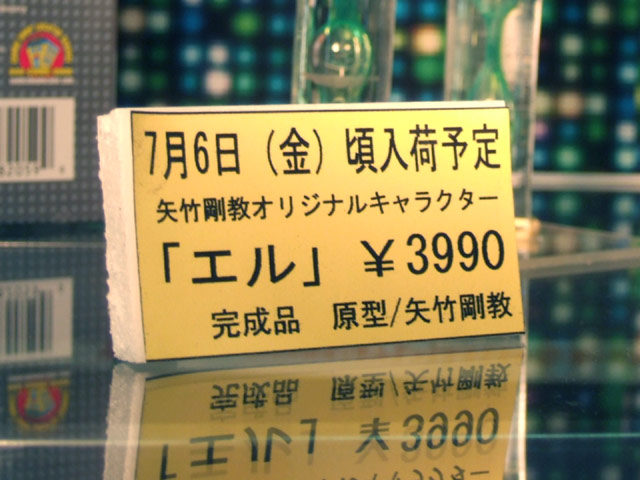 7月6日（金）頃入荷予定
矢竹剛教オリジナルキャラクター
「エル」￥3990
完成品　原型/矢竹剛教